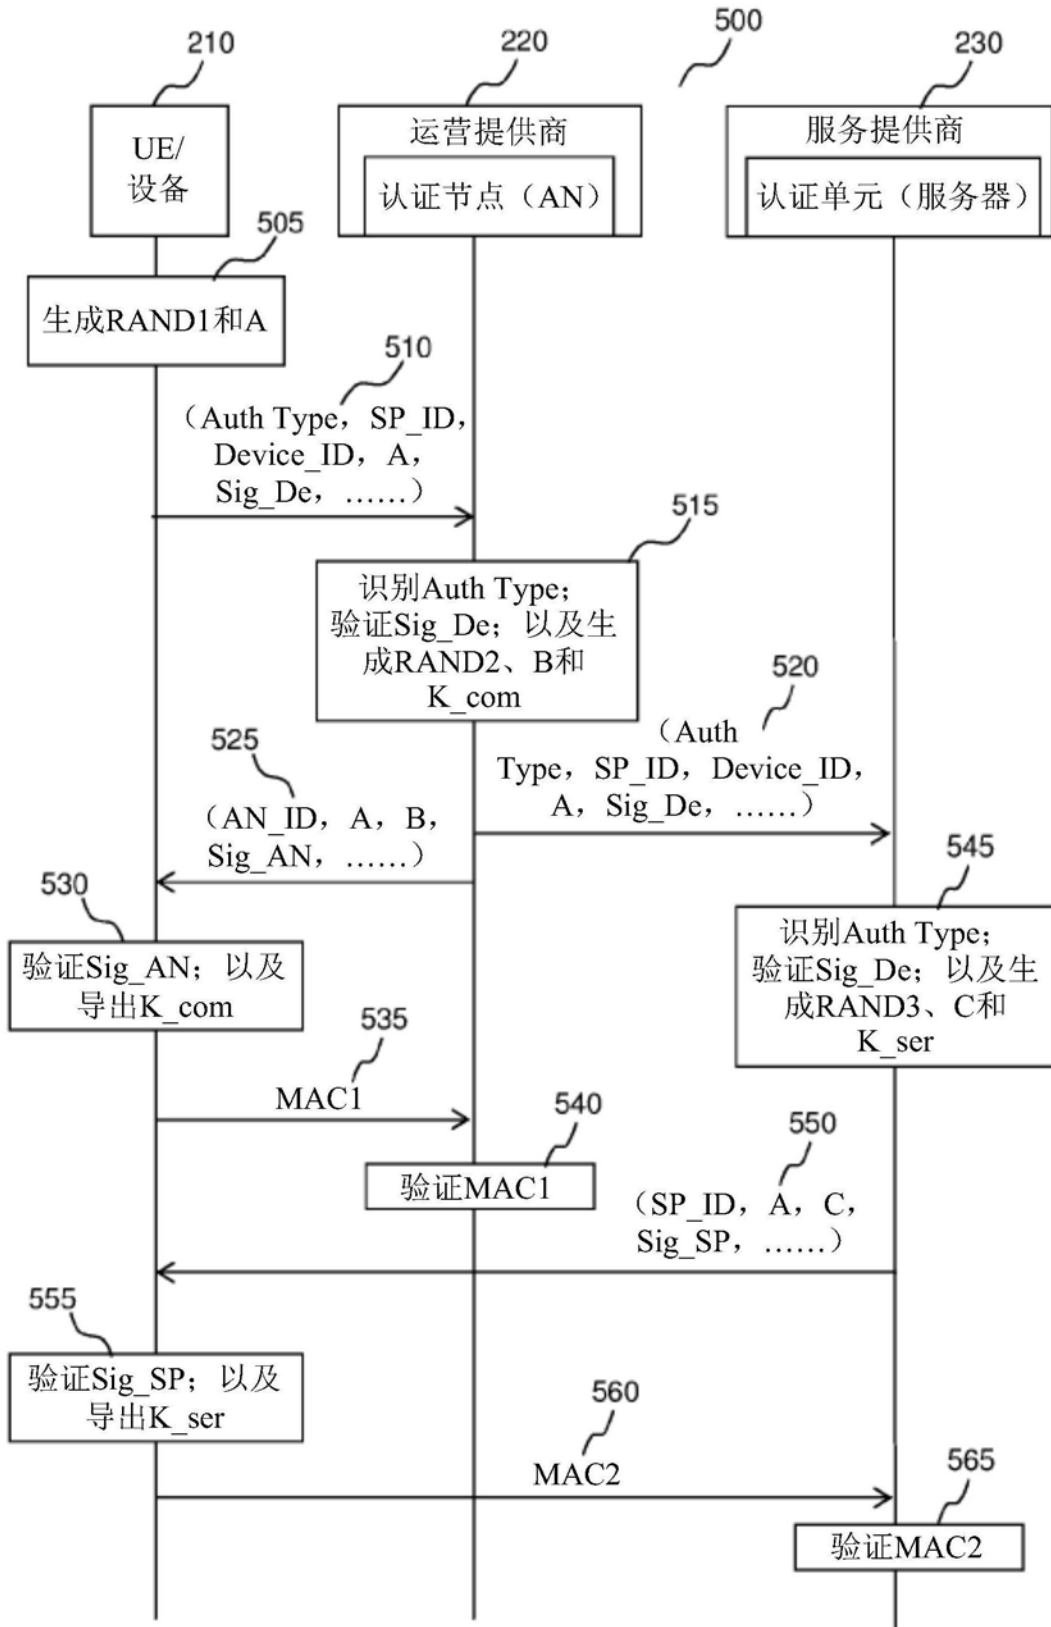 500
210
220
230
UE/
设备
运营提供商
认证节点（AN）
服务提供商
认证单元（服务器）
505
生成RAND1和A
510
（Auth Type，SP_ID，
Device_ID，A，
Sig_De，……）
515
识别Auth Type；
验证Sig_De；以及生
成RAND2、B和
K_com
520
（Auth
Type，SP_ID，Device_ID，
A，Sig_De，……）
525
（AN_ID，A，B，
Sig_AN，……）
530
验证Sig_AN；以及
导出K_com
545
识别Auth Type；
验证Sig_De；以及生
成RAND3、C和
K_ser
535
MAC1
540
验证MAC1
550
（SP_ID，A，C，
Sig_SP，……）
555
验证Sig_SP；以及
导出K_ser
560
MAC2
565
验证MAC2